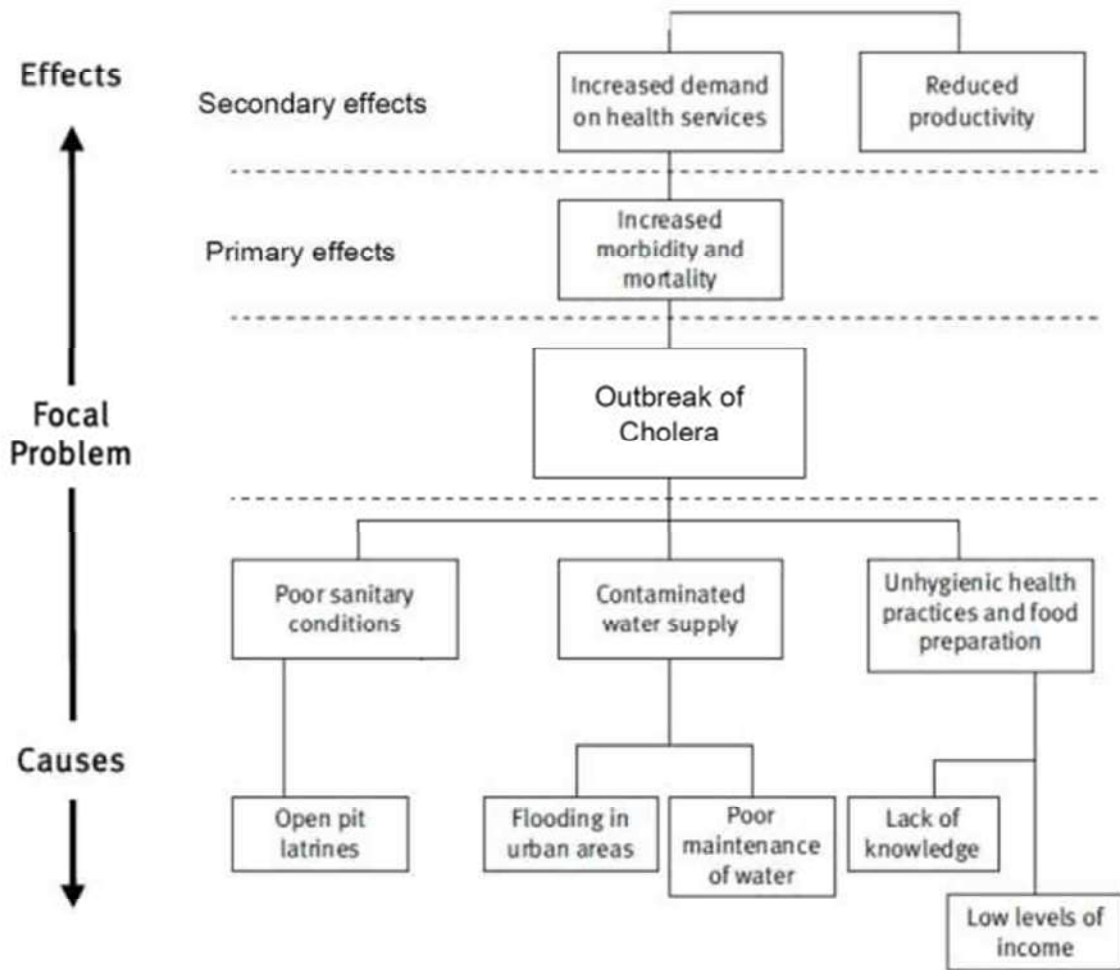 Effects
Secondary effects
Increased demand
on health services
Reduced
productivity
Primary effects
Increased
morbidity and
mortality
Focal
Problem
Outbreak of
Cholera
Poor sanitary
conditions
Contaminated
water supply
Unhygienic health
practices and food
preparation
Causes
Open pit
latrines
Flooding in
urban areas
Poor
maintenance
of water
Lack of
knowledge
Low levels of
income